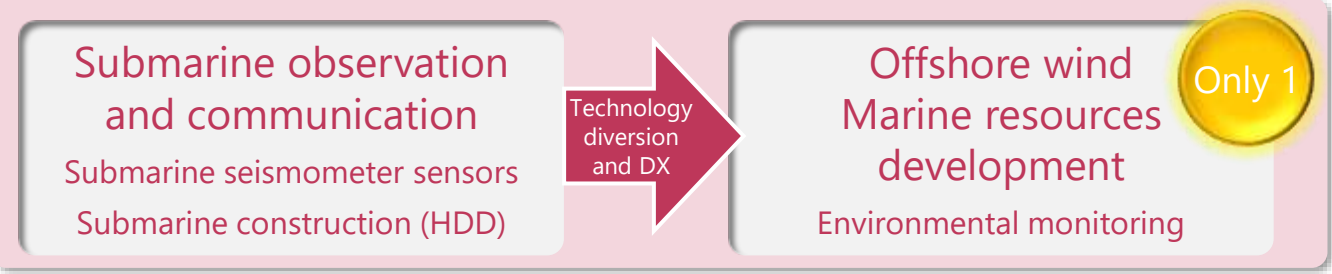 Submarine observation
and communication
Submarine seismometer sensors
Submarine construction (HDD)
Technology
diversion
and DX
Offshore wind
Marine resources
development
Environmental monitoring
Only 1